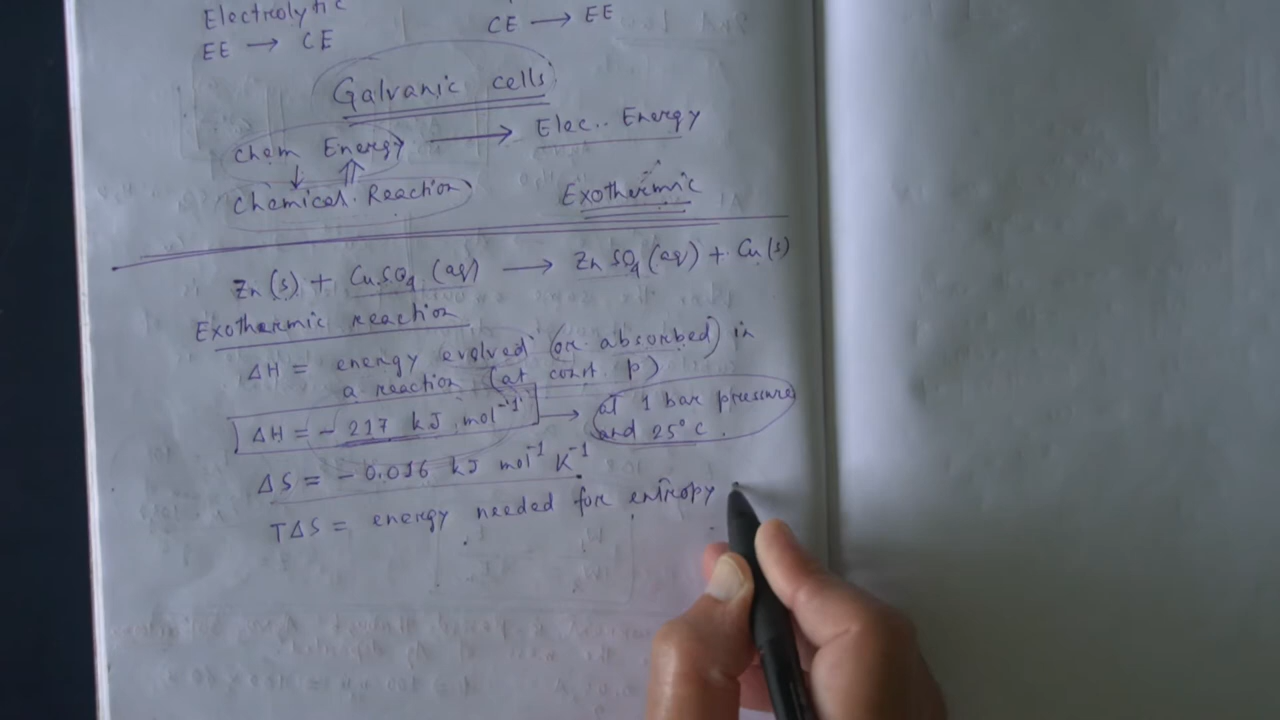 Electrolytic
EE → CE
CE → EE
Galvanic cells
Chem Energy → Elec.. Energy
↓ ⇑
Chemical Reaction
Exothermic
Zn(s) + CuSO4 (aq) → ZnSO4 (aq) + Cu(s)
Exothermic reaction
ΔH = energy evolved (or absorbed) in
a reaction (at const. p)
ΔH = - 217 kJ mol⁻¹ → at 1 bar pressure
and 25° C.
ΔS = - 0.016 kJ mol⁻¹ K⁻¹
TΔS = energy needed for entropy